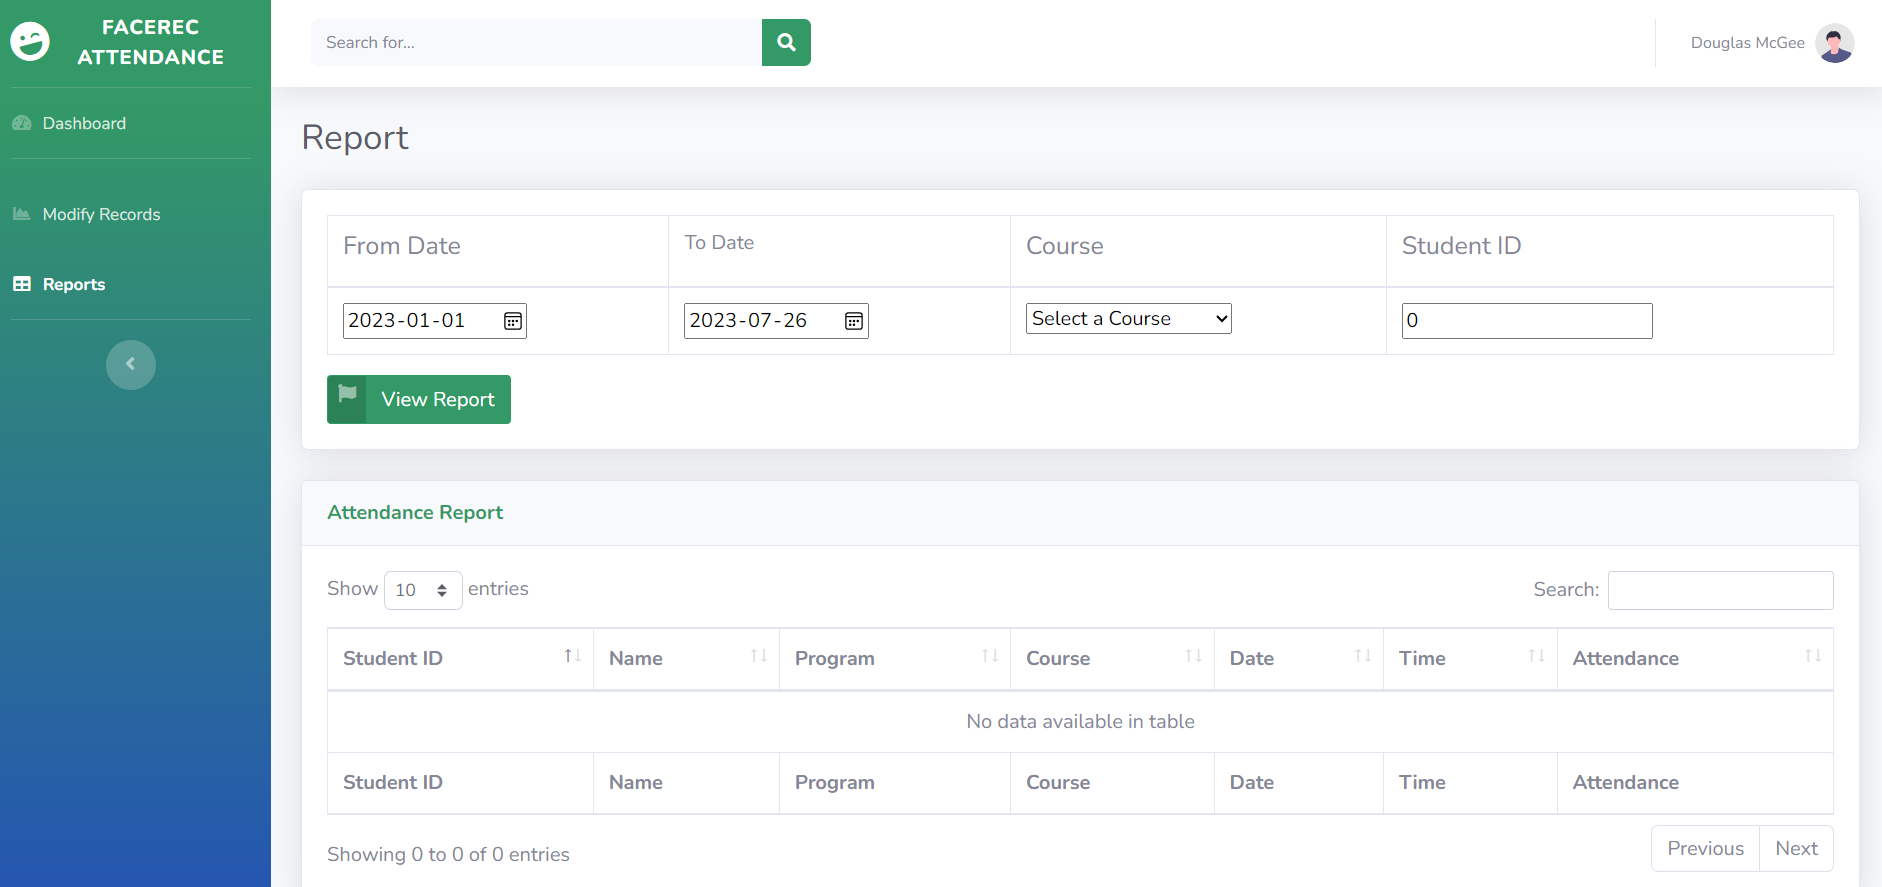 FACEREC
ATTENDANCE
Search for...
Douglas McGee
Dashboard
Modify Records
Reports
Report
From Date To Date Course Student ID
2023-01-01 2023-07-26 Select a Course 0
View Report
Attendance Report
Show 10 entries Search:
Student ID Name Program Course Date Time Attendance
No data available in table
Student ID Name Program Course Date Time Attendance
Showing 0 to 0 of 0 entries
Previous Next